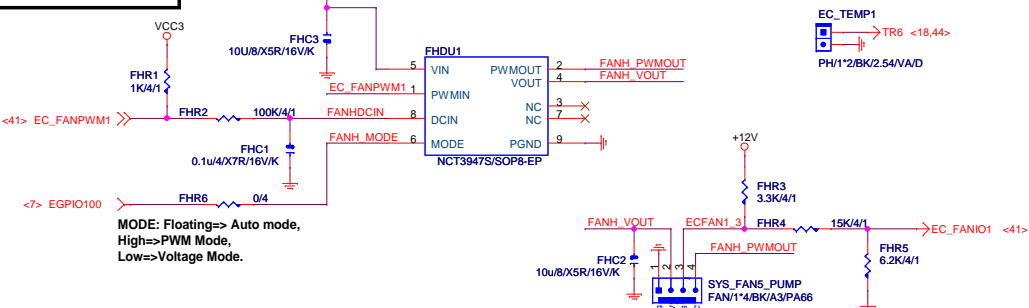 VCC3
FHR1
1K/4/1
<41> EC_FANPWM1
FHR2
100K/4/1
FHC1
0.1u/4/X7R/16V/K
FHC3
10U/8/X5R/16V/K
EC_FANPWM1
FANHDCIN
FANH_MODE
<7> EGPIO100
FHR6
0/4
MODE: Floating=> Auto mode,
High=>PWM Mode,
Low=>Voltage Mode.
FHDU1
5 VIN
1 PWMIN
8 DCIN
6 MODE
PWMOUT 2
VOUT 4
NC 3
NC 7
PGND 9
NCT3947S/SOP8-EP
FANH_PWMOUT
FANH_VOUT
EC_TEMP1
TR6 <18,44>
PH/1*2/BK/2.54/VA/D
+12V
FHR3
3.3K/4/1
FANH_VOUT
ECFAN1_3
FHR4
15K/4/1
EC_FANIO1 <41>
FANH_PWMOUT
FHR5
6.2K/4/1
FHC2
10u/8/X5R/16V/K
1 2 3 4
SYS_FAN5_PUMP
FAN/1*4/BK/A3/PA66